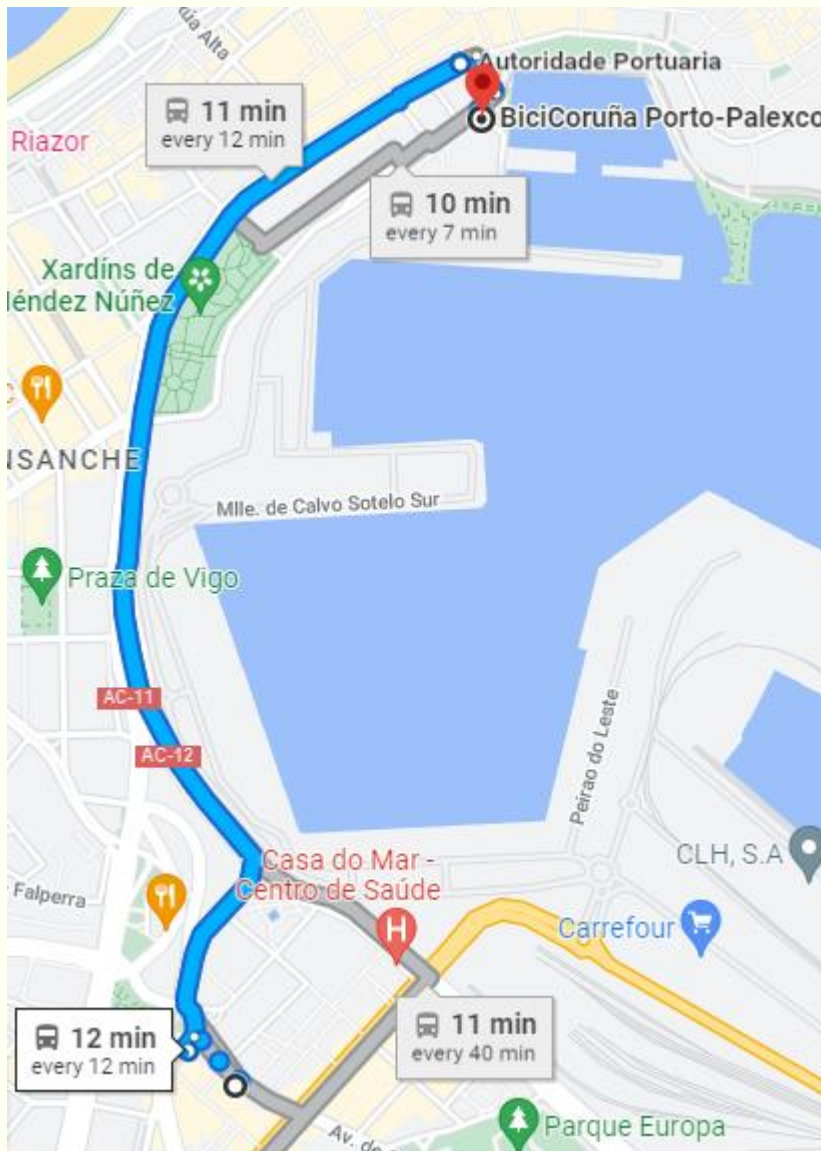 rúa Alta
Autoridade Portuaria
11 min
every 12 min
BiciCoruña Porto-Palexco
Riazor
10 min
every 7 min
Xardíns de
Méndez Núñez
NSANCHE
Mlle. de Calvo Sotelo Sur
Praza de Vigo
AC-11
AC-12
Peirao do Leste
Casa do Mar -
Centro de Saúde
CLH, S.A
Falperra
H
Carrefour
12 min
every 12 min
11 min
every 40 min
Parque Europa
Av. de